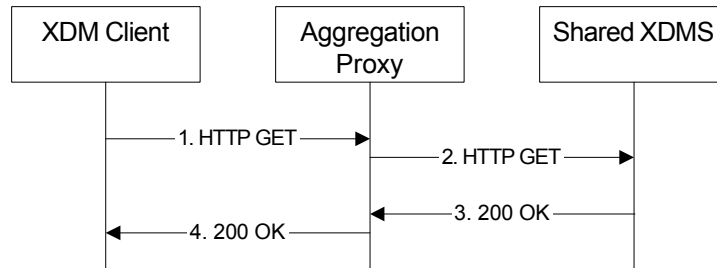 XDM Client
Aggregation
Proxy
Shared XDMS
1. HTTP GET
2. HTTP GET
3. 200 OK
4. 200 OK